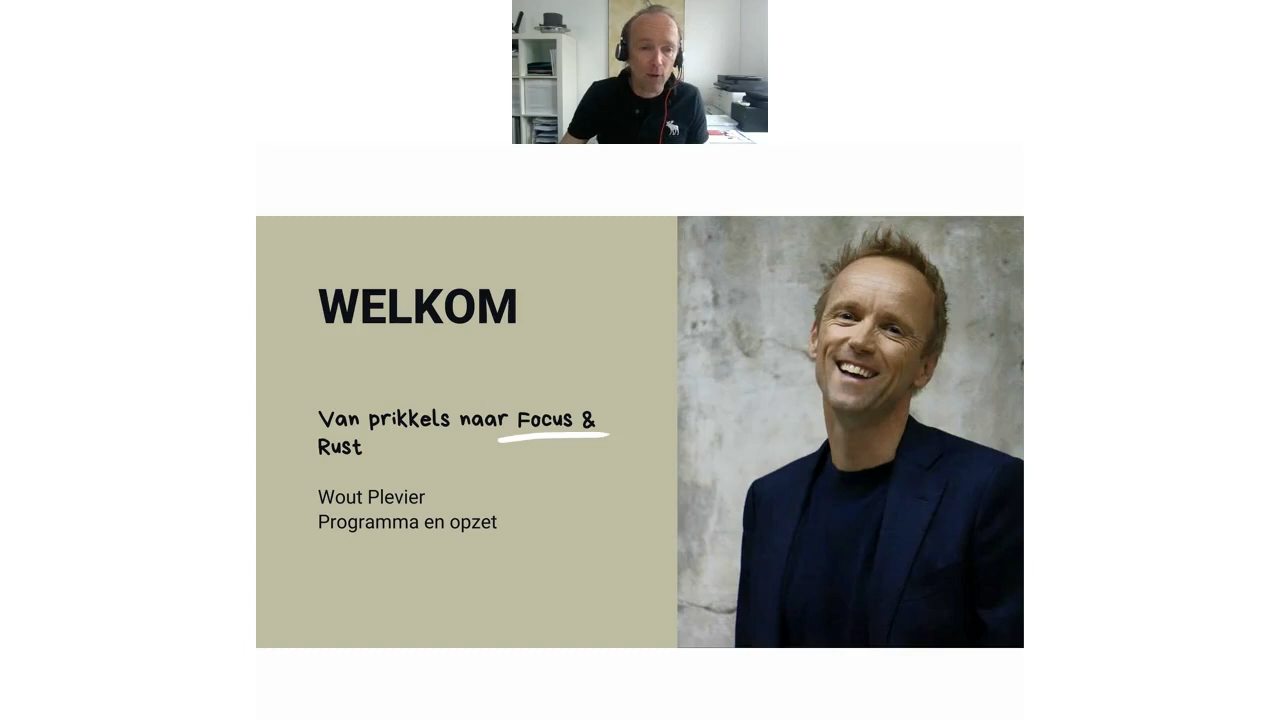 WELKOM
Van prikkels naar Focus &
Rust
Wout Plevier
Programma en opzet